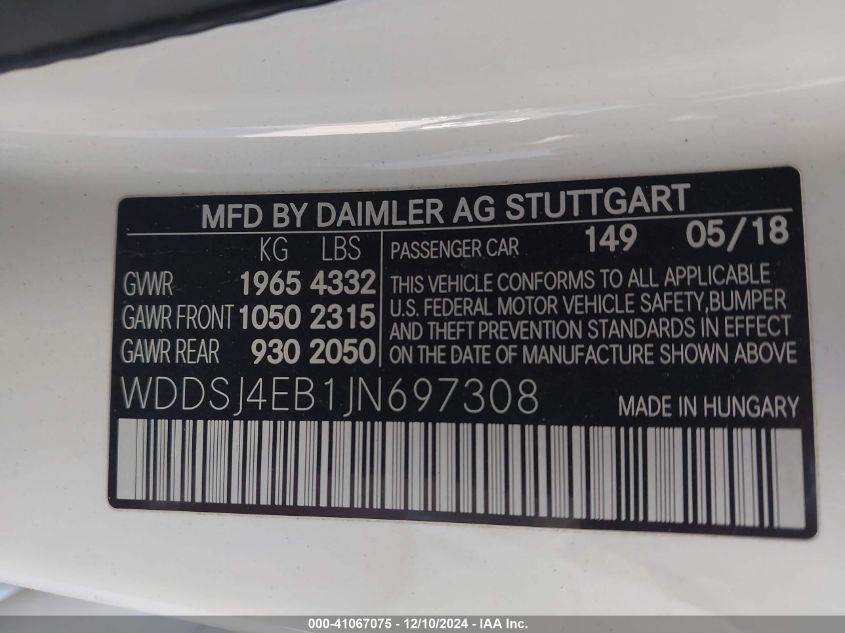 MFD BY DAIMLER AG STUTTGART
KG LBS PASSENGER CAR 149 05/18
GVWR 1965 4332
GAWR FRONT 1050 2315
GAWR REAR 930 2050
THIS VEHICLE CONFORMS TO ALL APPLICABLE
U.S. FEDERAL MOTOR VEHICLE SAFETY, BUMPER
AND THEFT PREVENTION STANDARDS IN EFFECT
ON THE DATE OF MANUFACTURE SHOWN ABOVE
WDDSJ4EB1JN697308 MADE IN HUNGARY
000-41067075 - 12/10/2024 - IAA Inc.